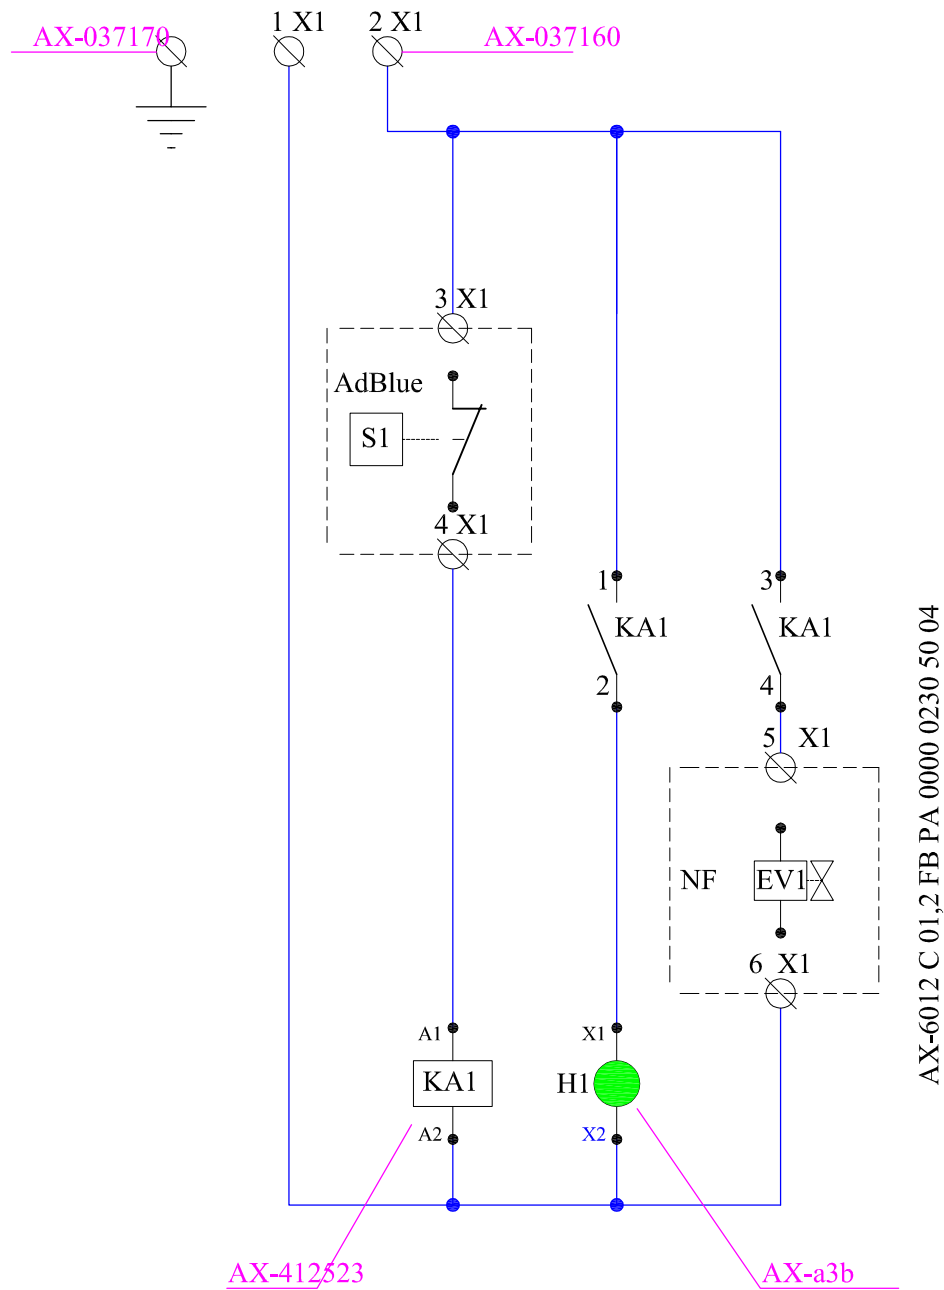 1 X1
2 X1
AX-037170
AX-037160
3 X1
AdBlue
S1
4 X1
1
KA1
2
3
KA1
4
5 X1
NF
EV1
6 X1
A1
KA1
A2
X1
H1
X2
AX-412523
AX-a3b
AX-6012 C 01,2 FB PA 0000 0230 50 04